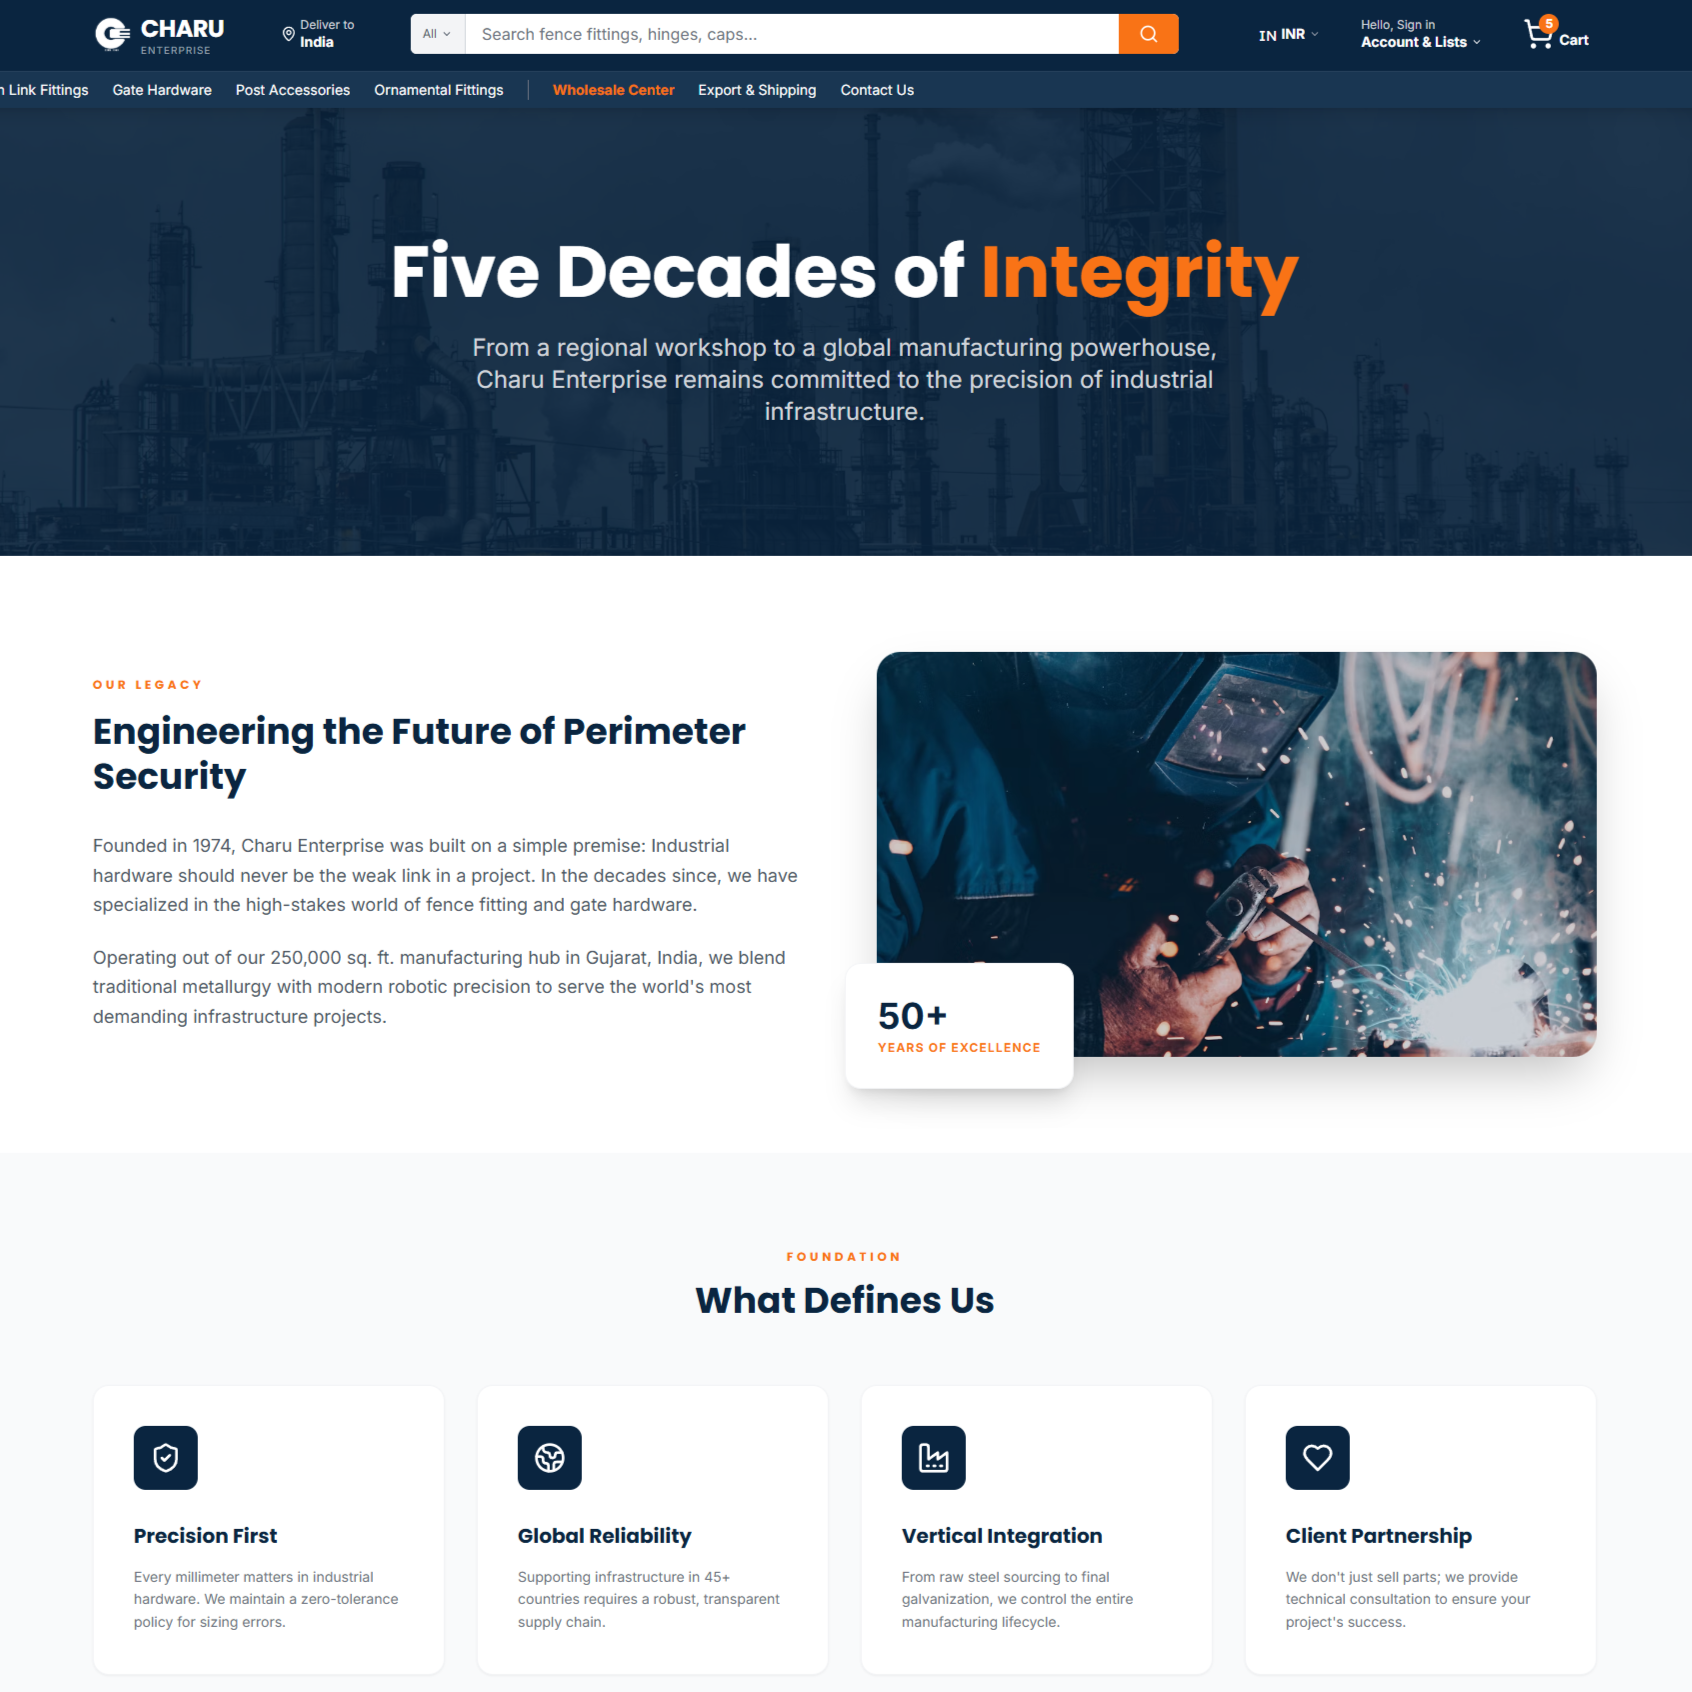 CHARU
ENTERPRISE
Deliver to
India
All
Search fence fittings, hinges, caps...
IN INR
Hello, Sign in
Account & Lists
5
Cart
Link Fittings
Gate Hardware
Post Accessories
Ornamental Fittings
Wholesale Center
Export & Shipping
Contact Us
Five Decades of Integrity
From a regional workshop to a global manufacturing powerhouse,
Charu Enterprise remains committed to the precision of industrial
infrastructure.
OUR LEGACY
Engineering the Future of Perimeter
Security
Founded in 1974, Charu Enterprise was built on a simple premise: Industrial
hardware should never be the weak link in a project. In the decades since, we have
specialized in the high-stakes world of fence fitting and gate hardware.
Operating out of our 250,000 sq. ft. manufacturing hub in Gujarat, India, we blend
traditional metallurgy with modern robotic precision to serve the world's most
demanding infrastructure projects.
50+
YEARS OF EXCELLENCE
FOUNDATION
What Defines Us
Precision First
Every millimeter matters in industrial
hardware. We maintain a zero-tolerance
policy for sizing errors.
Global Reliability
Supporting infrastructure in 45+
countries requires a robust, transparent
supply chain.
Vertical Integration
From raw steel sourcing to final
galvanization, we control the entire
manufacturing lifecycle.
Client Partnership
We don't just sell parts; we provide
technical consultation to ensure your
project's success.